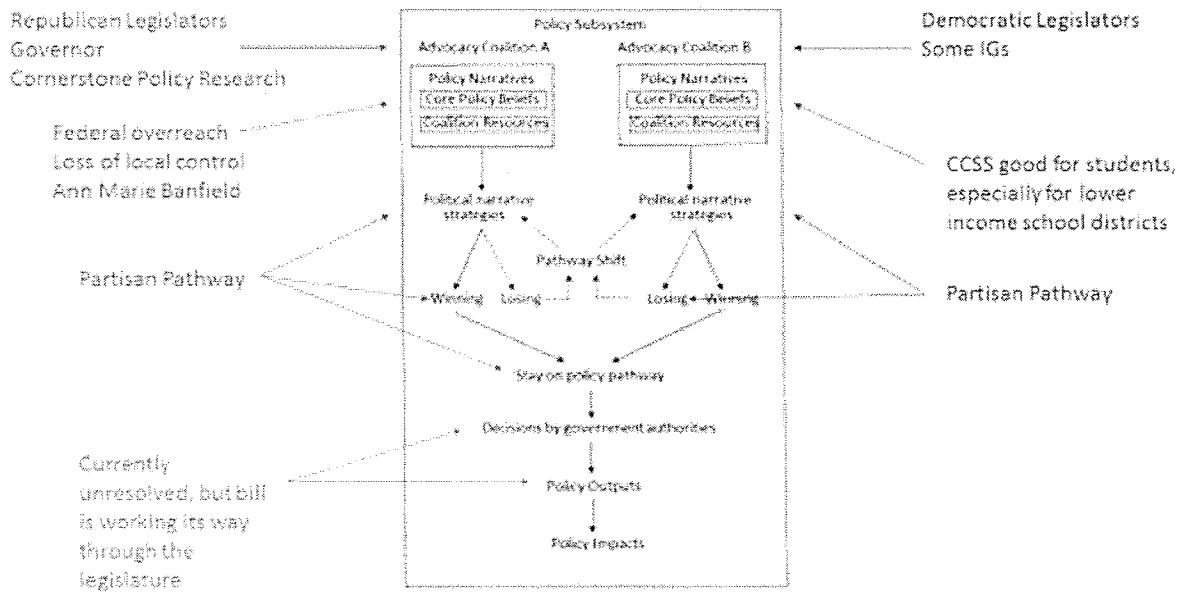 Republican Legislators
Governor
Cornerstone Policy Research
Federal overreach
Loss of local control
Ann Marie Banfield
Partisan Pathway
Currently
unresolved, but bill
is working its way
through the
legislature
Policy Subsystem
Advocacy Coalition A
Advocacy Coalition B
Policy Narratives
Core Policy Beliefs
Coalition Resources
Policy Narratives
Core Policy Beliefs
Coalition Resources
Political narrative
strategies
Political narrative
strategies
Pathway Shift
Winning
Losing
Losing
Winning
Stay on policy pathway
Decisions by government authorities
Policy Outputs
Policy Impacts
Democratic Legislators
Some IGs
CCSS good for students,
especially for lower
income school districts
Partisan Pathway